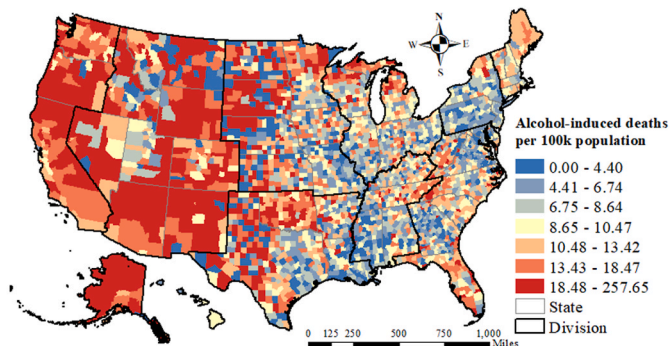 N
W E
S
Alcohol-induced deaths
per 100k population
0.00 - 4.40
4.41 - 6.74
6.75 - 8.64
8.65 - 10.47
10.48 - 13.42
13.43 - 18.47
18.48 - 257.65
State
Division
0 125 250 500 750 1,000
Miles